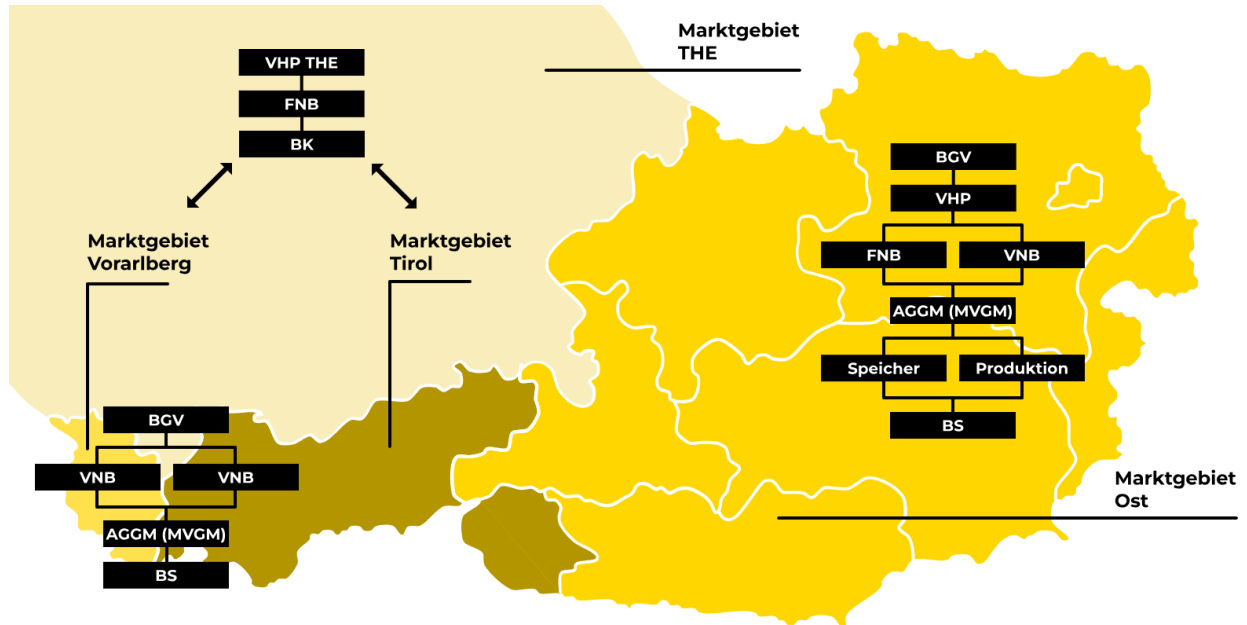 Marktgebiet
THE
VHP THE
FNB
BK
BGV
VHP
FNB
VNB
AGGM (MVGM)
Speicher
Produktion
BS
Marktgebiet
Vorarlberg
Marktgebiet
Tirol
BGV
VNB
VNB
AGGM (MVGM)
BS
Marktgebiet
Ost